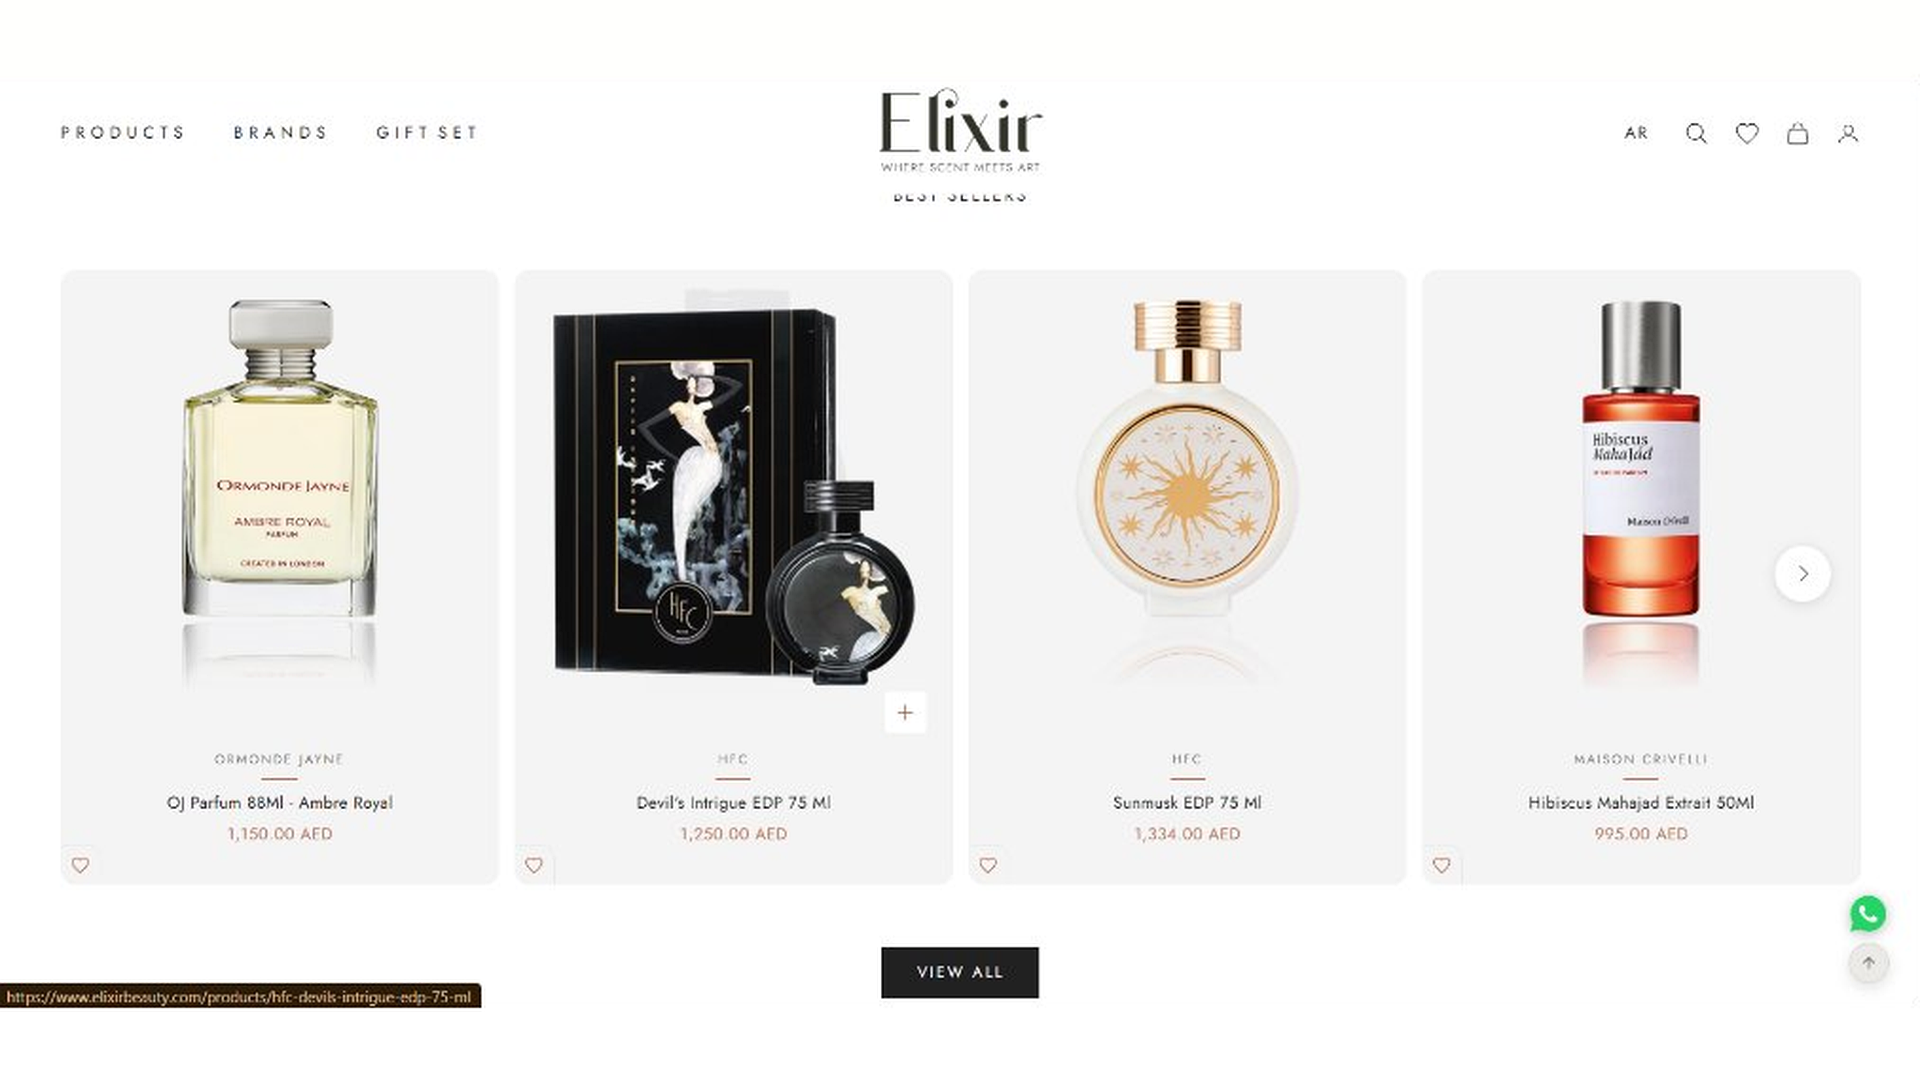 PRODUCTS BRANDS GIFT SET
Elixir
WHERE SCENT MEETS ART
AR
BEST SELLERS
ORMONDE JAYNE
AMBRE ROYAL
PARFUM
CREATED IN LONDON
HFC
Hibiscus
MahaJád
Maison Crivelli
ORMONDE JAYNE
OJ Parfum 88Ml - Ambre Royal
1,150.00 AED
HFC
Devil's Intrigue EDP 75 Ml
1,250.00 AED
HFC
Sunmusk EDP 75 Ml
1,334.00 AED
MAISON CRIVELLI
Hibiscus Mahajad Extrait 50Ml
995.00 AED
VIEW ALL
https://www.elixirbeauty.com/products/hfc-devils-intrigue-edp-75-ml